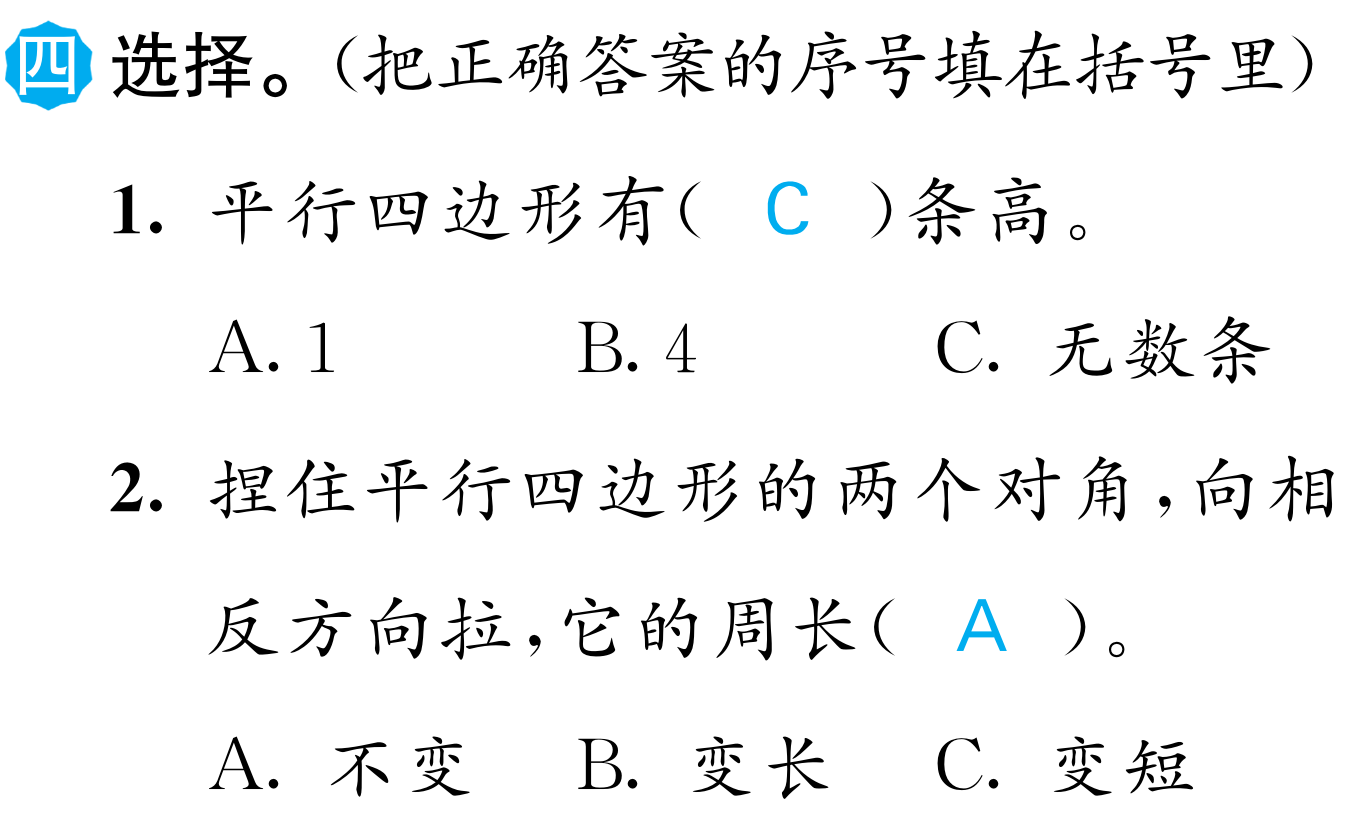 四 选择。(把正确答案的序号填在括号里)
1. 平行四边形有( C )条高。
A. 1 B. 4 C. 无数条
2. 捏住平行四边形的两个对角,向相
反方向拉,它的周长( A )。
A. 不变 B. 变长 C. 变短